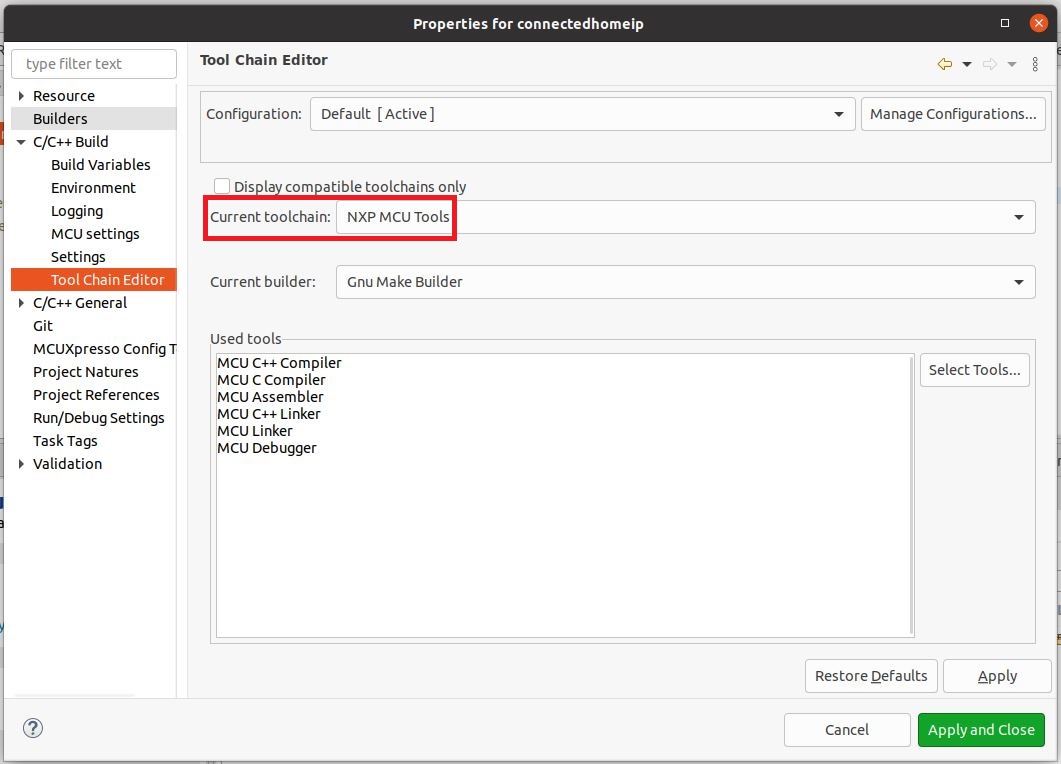 Properties for connectedhomeip
type filter text
Resource
Builders
C/C++ Build
Build Variables
Environment
Logging
MCU settings
Settings
Tool Chain Editor
C/C++ General
Git
MCUXpresso Config T
Project Natures
Project References
Run/Debug Settings
Task Tags
Validation
Tool Chain Editor
Configuration: Default [ Active ] Manage Configurations...
Display compatible toolchains only
Current toolchain: NXP MCU Tools
Current builder: Gnu Make Builder
Used tools
MCU C++ Compiler
MCU C Compiler
MCU Assembler
MCU C++ Linker
MCU Linker
MCU Debugger
Select Tools...
Restore Defaults Apply
? Cancel Apply and Close